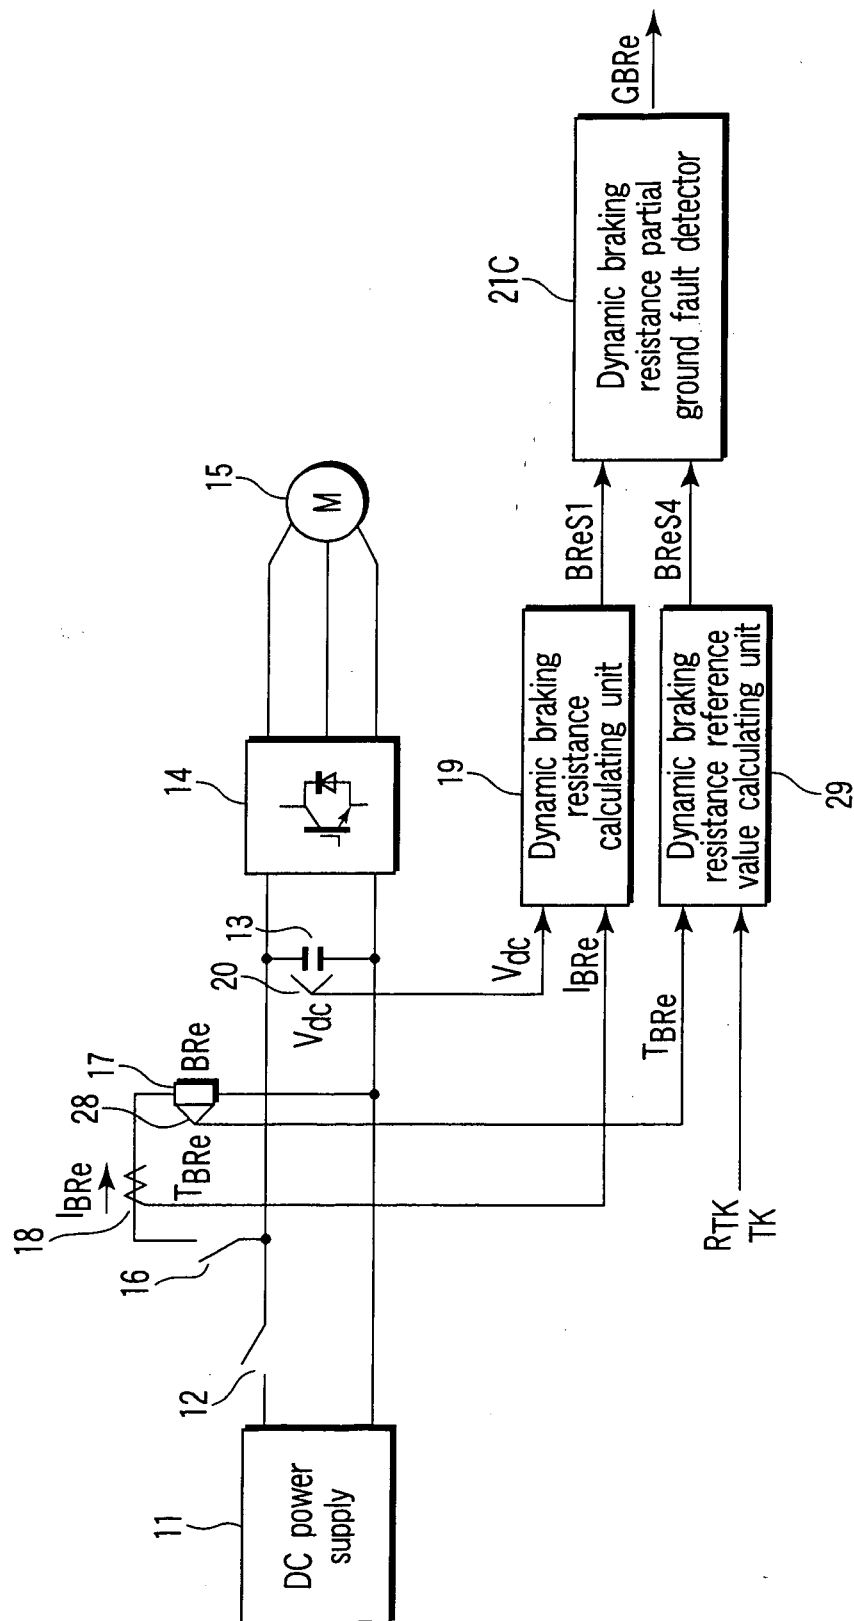 18
IBRe
17
28
BRe
TBRe
16
12
20
13
Vdc
14
15
M
11
DC power
supply
Vdc
IBRe
19
Dynamic braking
resistance
calculating unit
BReS1
TBRe
RTK
TK
Dynamic braking
resistance reference
value calculating unit
29
BReS4
21C
Dynamic braking
resistance partial
ground fault detector
GBRe